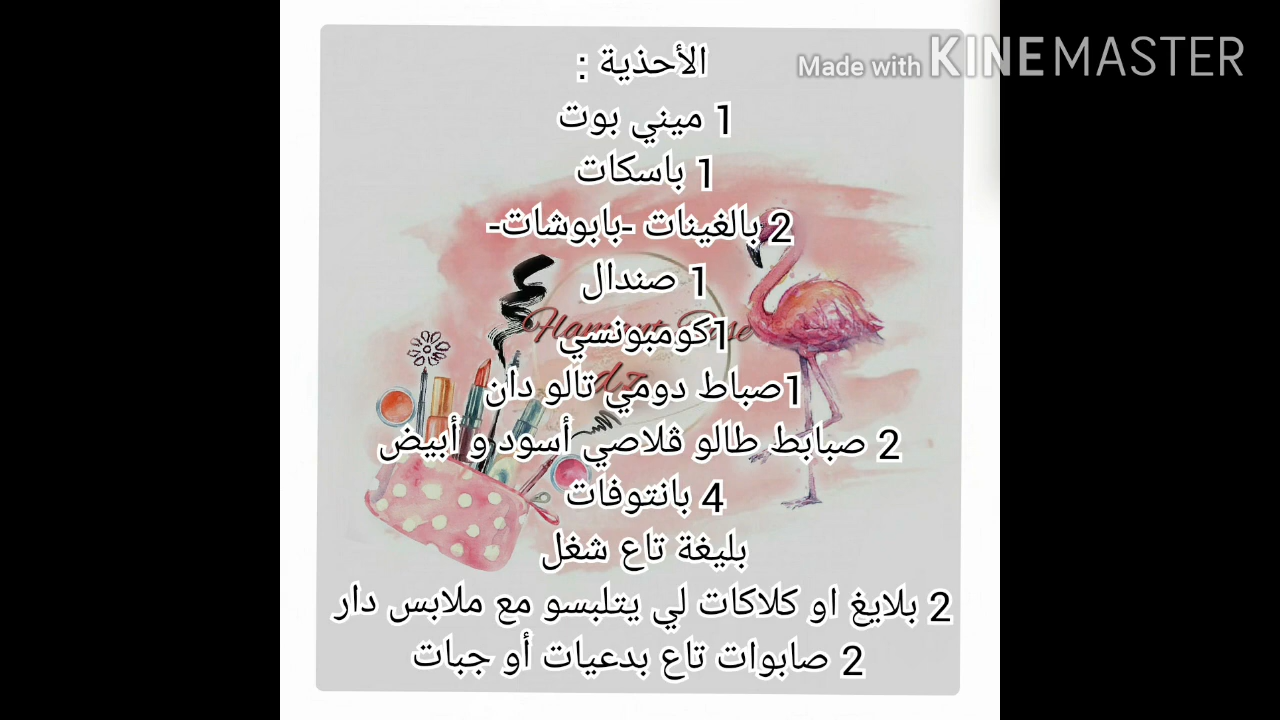 Made with KINEMASTER
الأحذية :
1 ميني بوت
1 باسكات
2 بالغينات -بابوشات-
1 صندال
1كومبونسي
1صباط دومي تالو دان
2 صبابط طالو ڤلاصي أسود و أبيض
4 بانتوفات
بليغة تاع شغل
2 بلايغ او كلاكات لي يتلبسو مع ملابس دار
2 صابوات تاع بدعيات أو جبات
dz